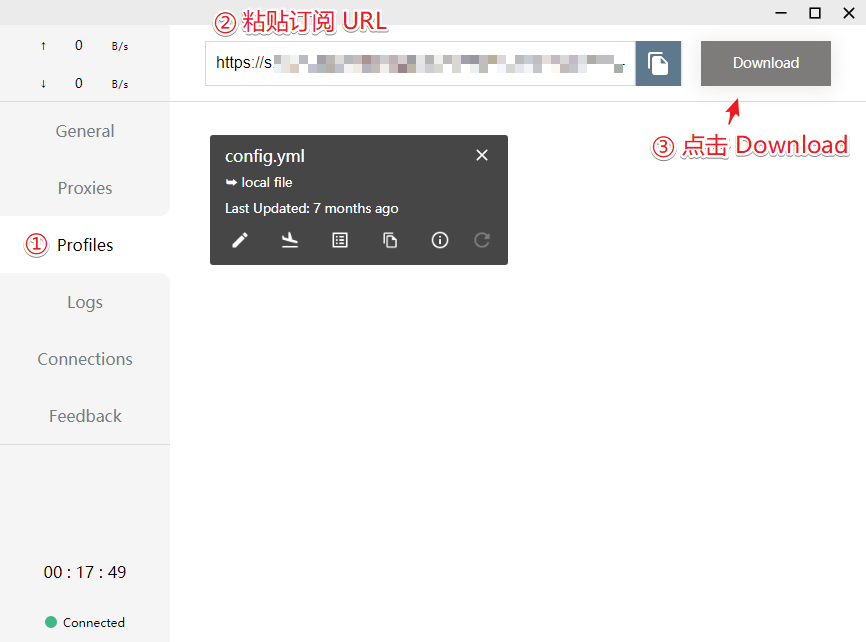 ② 粘贴订阅 URL
↑ 0 B/s
https://s
Download
↓ 0 B/s
③ 点击 Download
General
Proxies
① Profiles
Logs
Connections
Feedback
config.yml
local file
Last Updated: 7 months ago
00 : 17 : 49
Connected